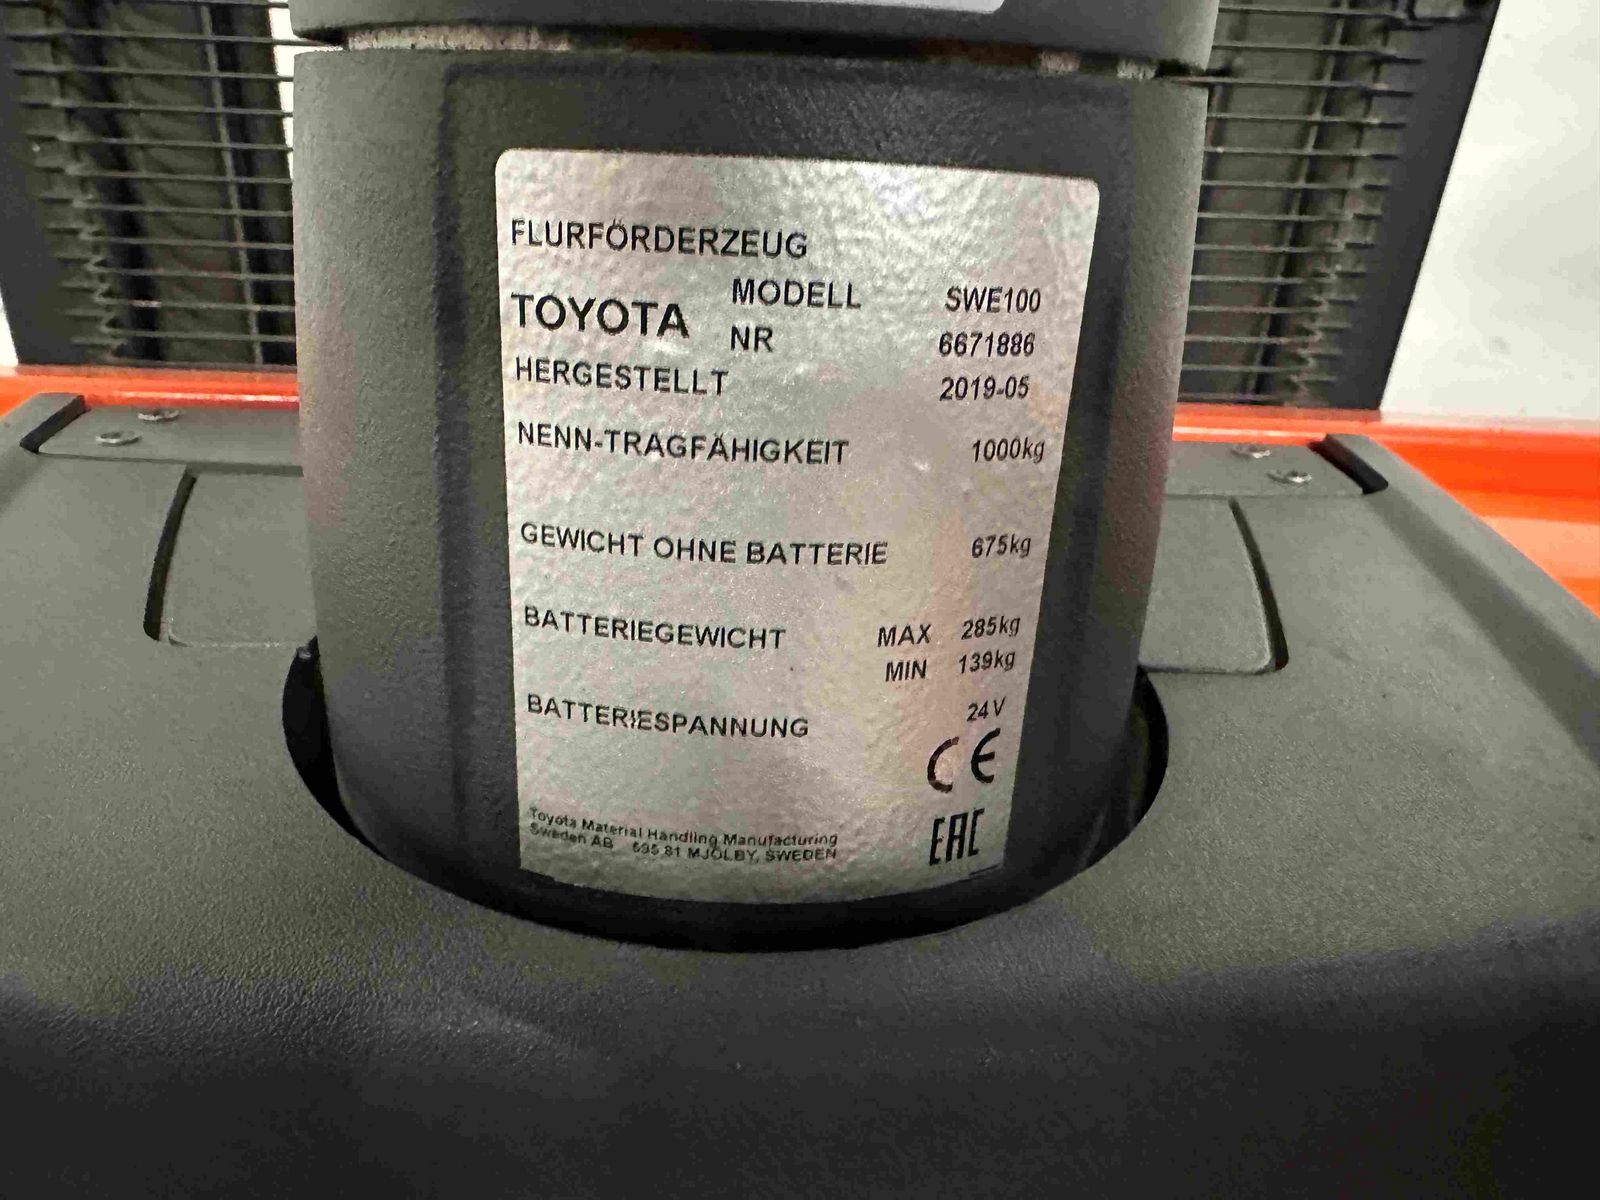 FLURFÖRDERZEUG
TOYOTA MODELL SWE100
NR 6671886
HERGESTELLT 2019-05
NENN-TRAGFÄHIGKEIT 1000kg
GEWICHT OHNE BATTERIE 675kg
BATTERIEGEWICHT MAX 285kg
MIN 139kg
BATTERIESPANNUNG 24V
CE
Toyota Material Handling Manufacturing
Sweden AB 595 81 MJÖLBY, SWEDEN
EAC